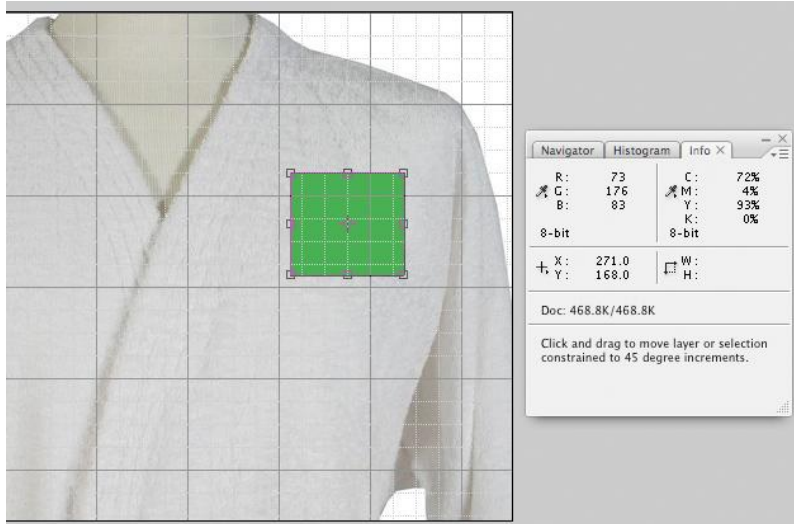 Navigator Histogram Info ×
R: 73 C: 72%
G: 176 M: 4%
B: 83 Y: 93%
K: 0%
8-bit 8-bit
X: 271.0 W:
Y: 168.0 H:
Doc: 468.8K/468.8K
Click and drag to move layer or selection
constrained to 45 degree increments.